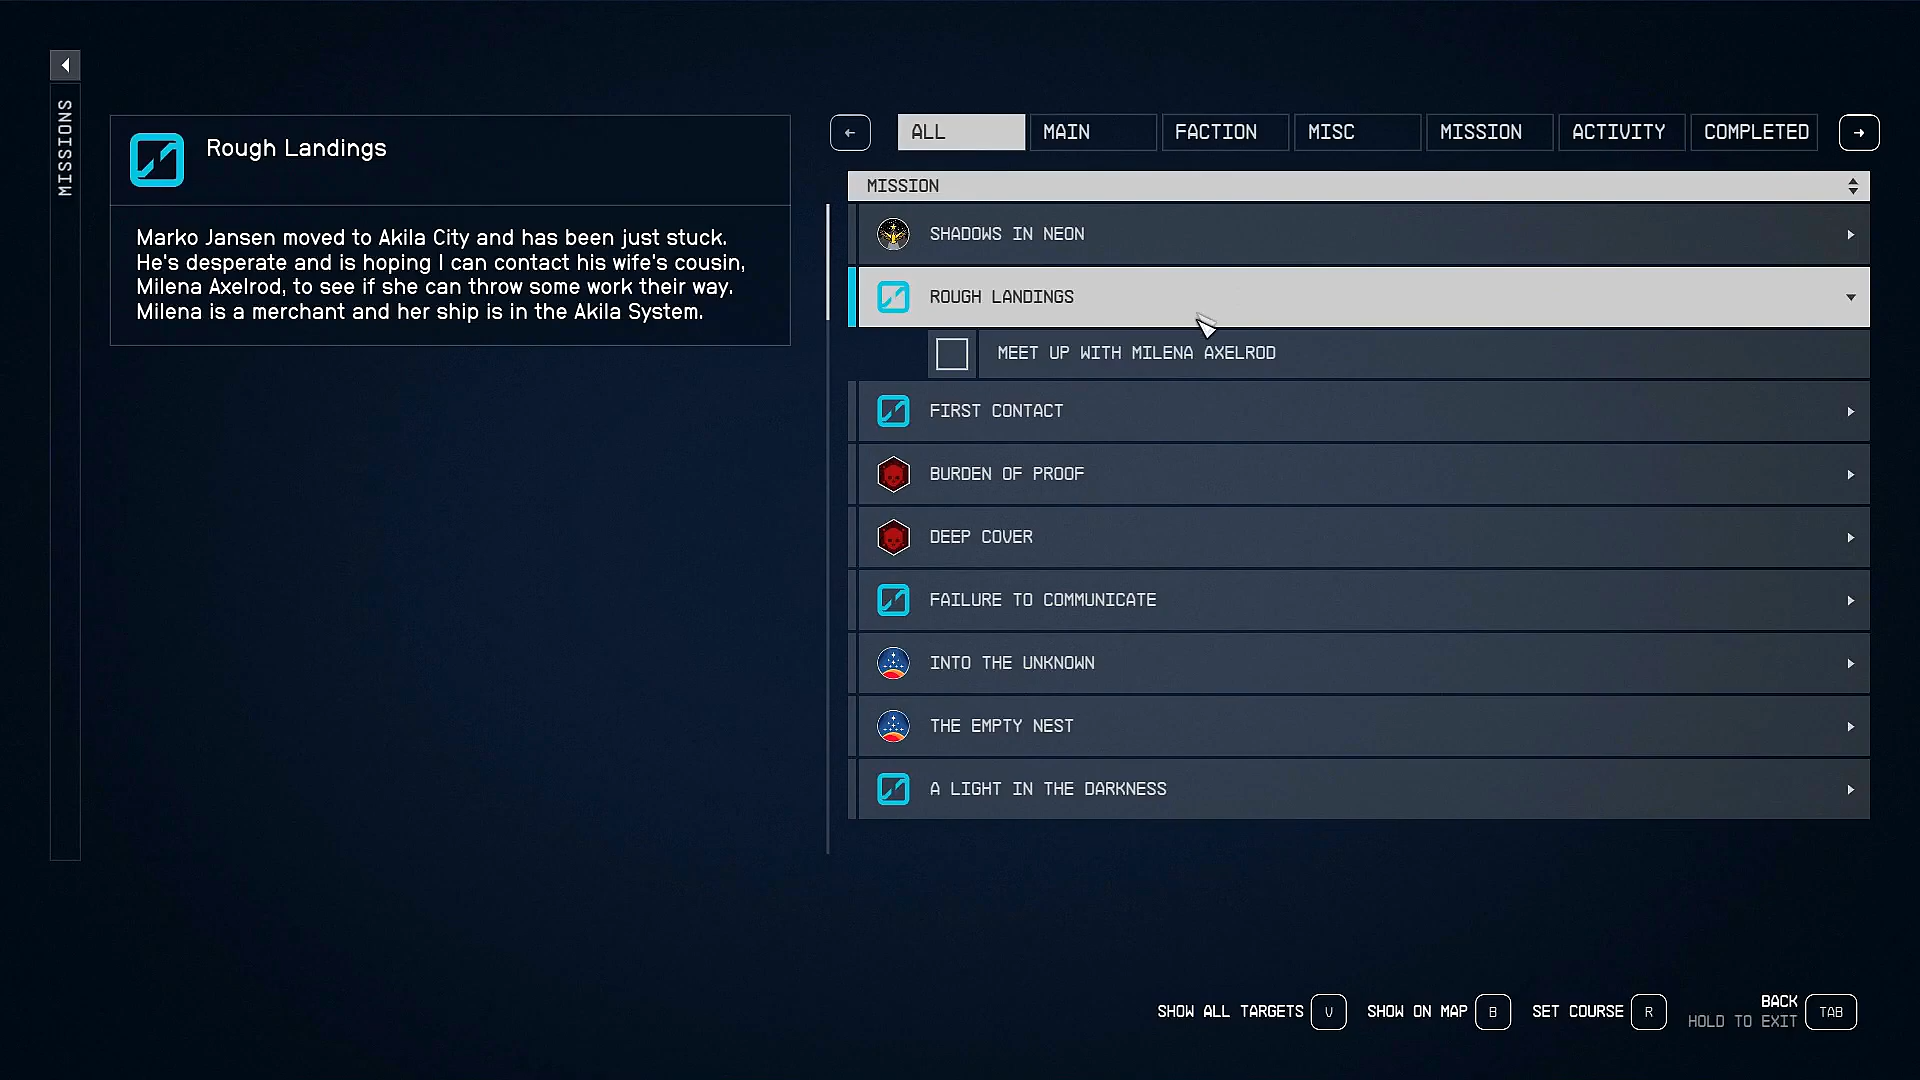 MISSIONS
Rough Landings
Marko Jansen moved to Akila City and has been just stuck.
He's desperate and is hoping I can contact his wife's cousin,
Milena Axelrod, to see if she can throw some work their way.
Milena is a merchant and her ship is in the Akila System.
ALL MAIN FACTION MISC MISSION ACTIVITY COMPLETED
MISSION
SHADOWS IN NEON
ROUGH LANDINGS
MEET UP WITH MILENA AXELROD
FIRST CONTACT
BURDEN OF PROOF
DEEP COVER
FAILURE TO COMMUNICATE
INTO THE UNKNOWN
THE EMPTY NEST
A LIGHT IN THE DARKNESS
SHOW ALL TARGETS V SHOW ON MAP B SET COURSE R BACK TAB
HOLD TO EXIT